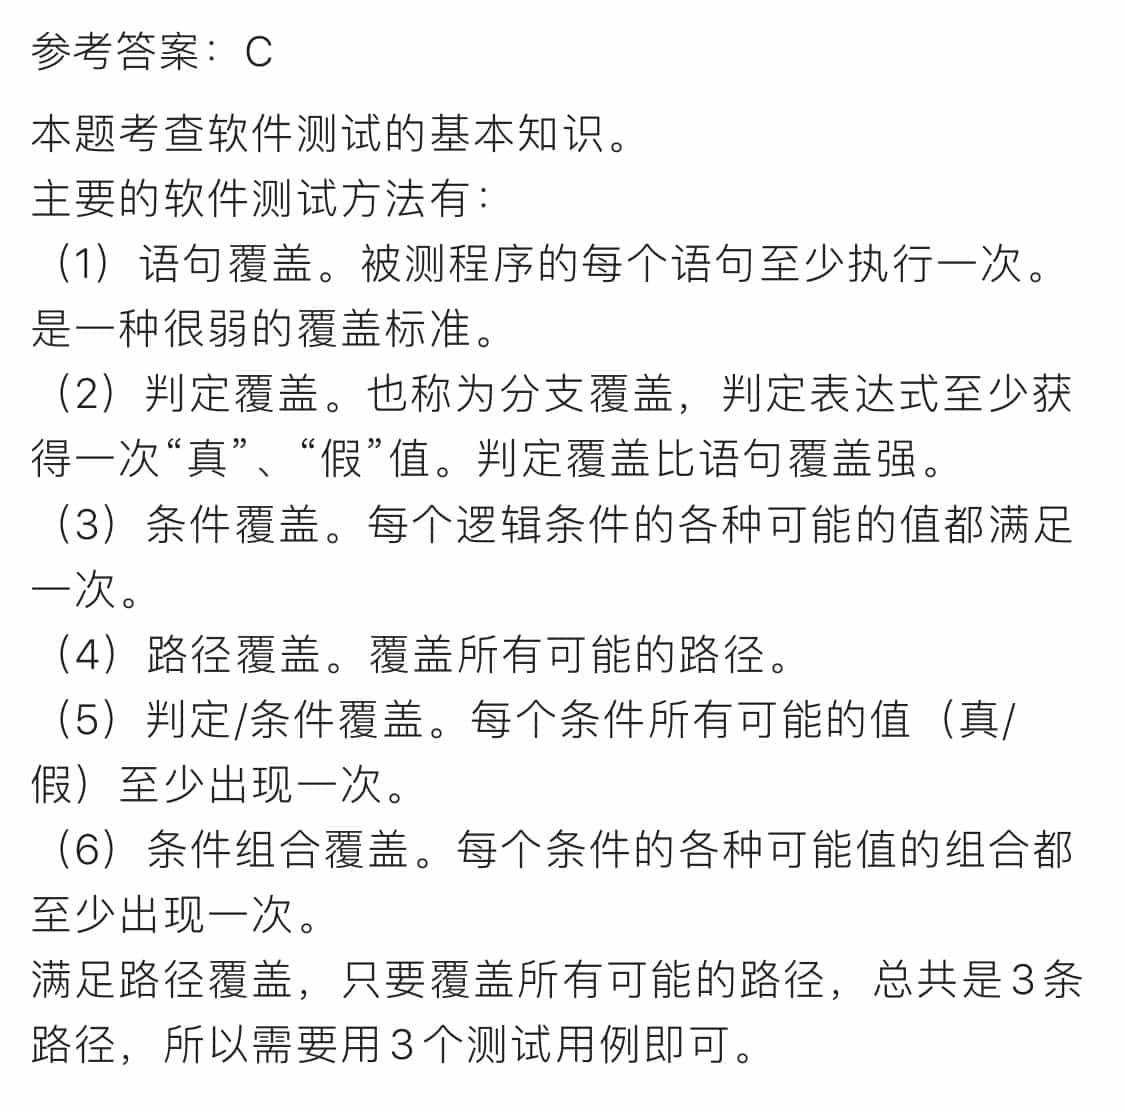 参考答案：C
本题考查软件测试的基本知识。
主要的软件测试方法有：
（1）语句覆盖。被测程序的每个语句至少执行一次。
是一种很弱的覆盖标准。
（2）判定覆盖。也称为分支覆盖，判定表达式至少获
得一次“真”、“假”值。判定覆盖比语句覆盖强。
（3）条件覆盖。每个逻辑条件的各种可能的值都满足
一次。
（4）路径覆盖。覆盖所有可能的路径。
（5）判定/条件覆盖。每个条件所有可能的值（真/
假）至少出现一次。
（6）条件组合覆盖。每个条件的各种可能值的组合都
至少出现一次。
满足路径覆盖，只要覆盖所有可能的路径，总共是3条
路径，所以需要用3个测试用例即可。